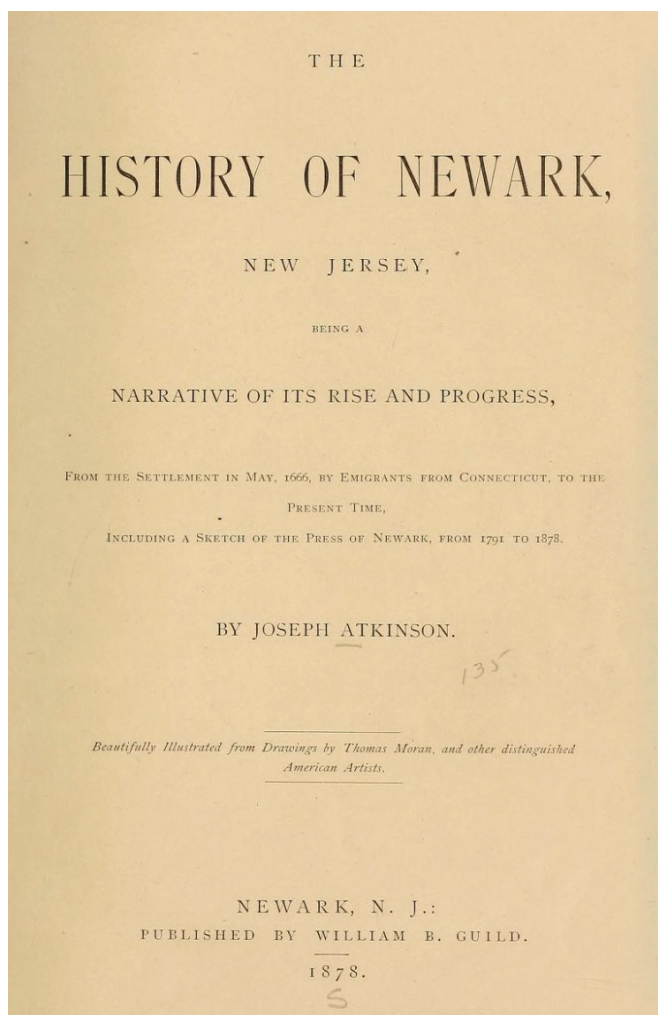 THE
HISTORY OF NEWARK,
NEW JERSEY,
BEING A
NARRATIVE OF ITS RISE AND PROGRESS,
From the Settlement in May, 1666, by Emigrants from Connecticut, to the
Present Time,
Including a Sketch of the Press of Newark, from 1791 to 1878.
BY JOSEPH ATKINSON.
135
Beautifully Illustrated from Drawings by Thomas Moran, and other distinguished
American Artists.
NEWARK, N. J.:
PUBLISHED BY WILLIAM B. GUILD.
1878.
S